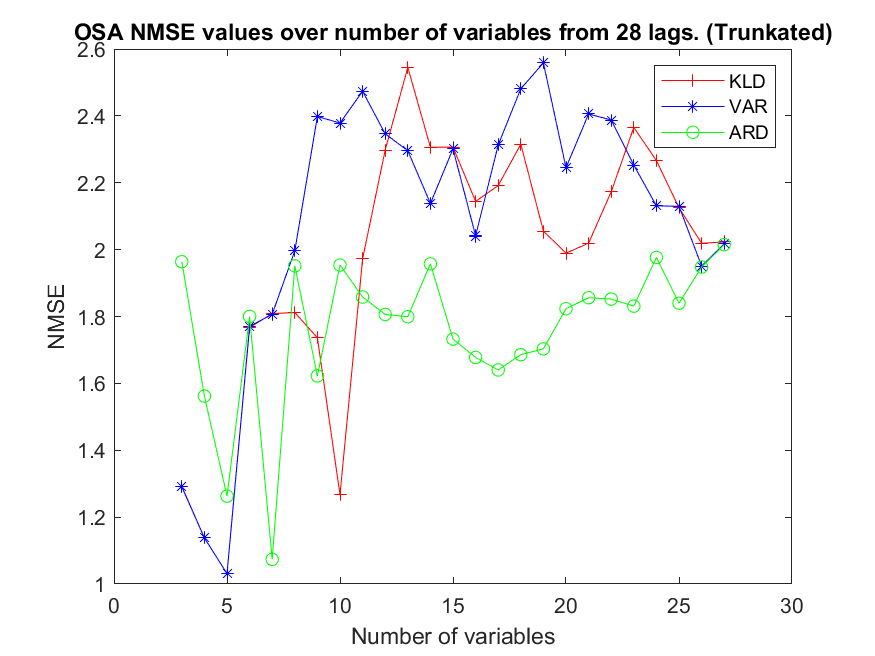 OSA NMSE values over number of variables from 28 lags. (Trunkated)
2.6
2.4
2.2
2
1.8
1.6
1.4
1.2
1
NMSE
KLD
VAR
ARD
0 5 10 15 20 25 30
Number of variables